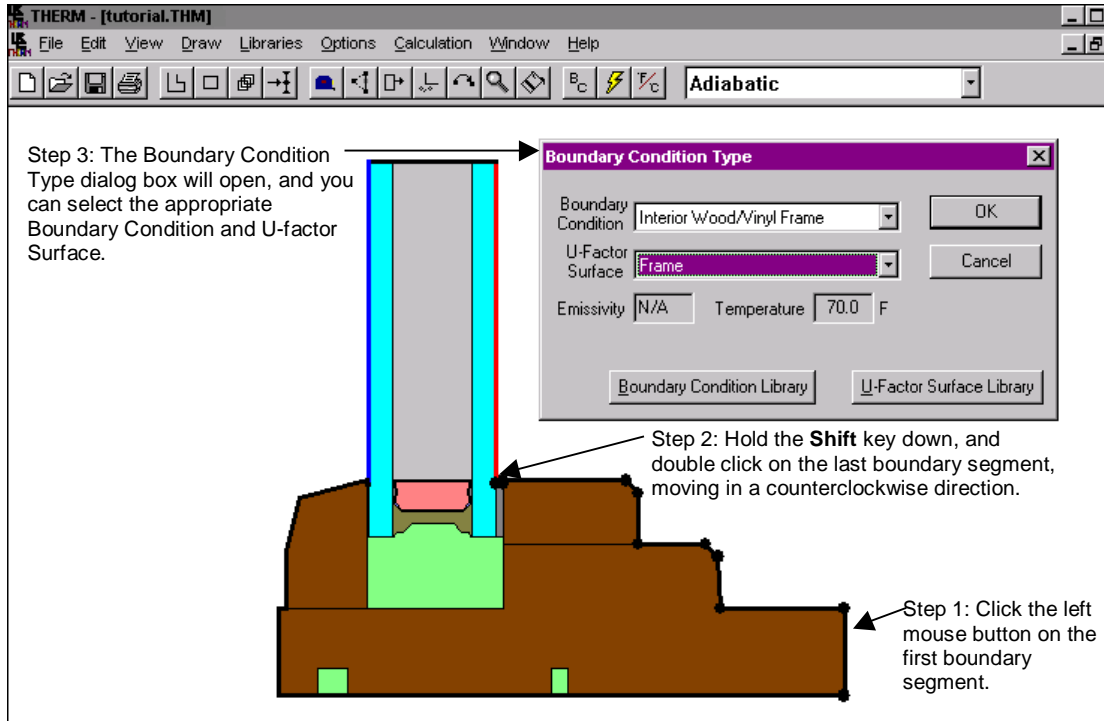 THERM - [tutorial.THM]
File Edit View Draw Libraries Options Calculation Window Help
BC °F/C Adiabatic
Step 3: The Boundary Condition
Type dialog box will open, and you
can select the appropriate
Boundary Condition and U-factor
Surface.
Boundary Condition Type
Boundary
Condition
Interior Wood/Vinyl Frame
OK
U-Factor
Surface
Frame
Cancel
Emissivity N/A Temperature 70.0 F
Boundary Condition Library U-Factor Surface Library
Step 2: Hold the Shift key down, and
double click on the last boundary segment,
moving in a counterclockwise direction.
Step 1: Click the left
mouse button on the
first boundary
segment.